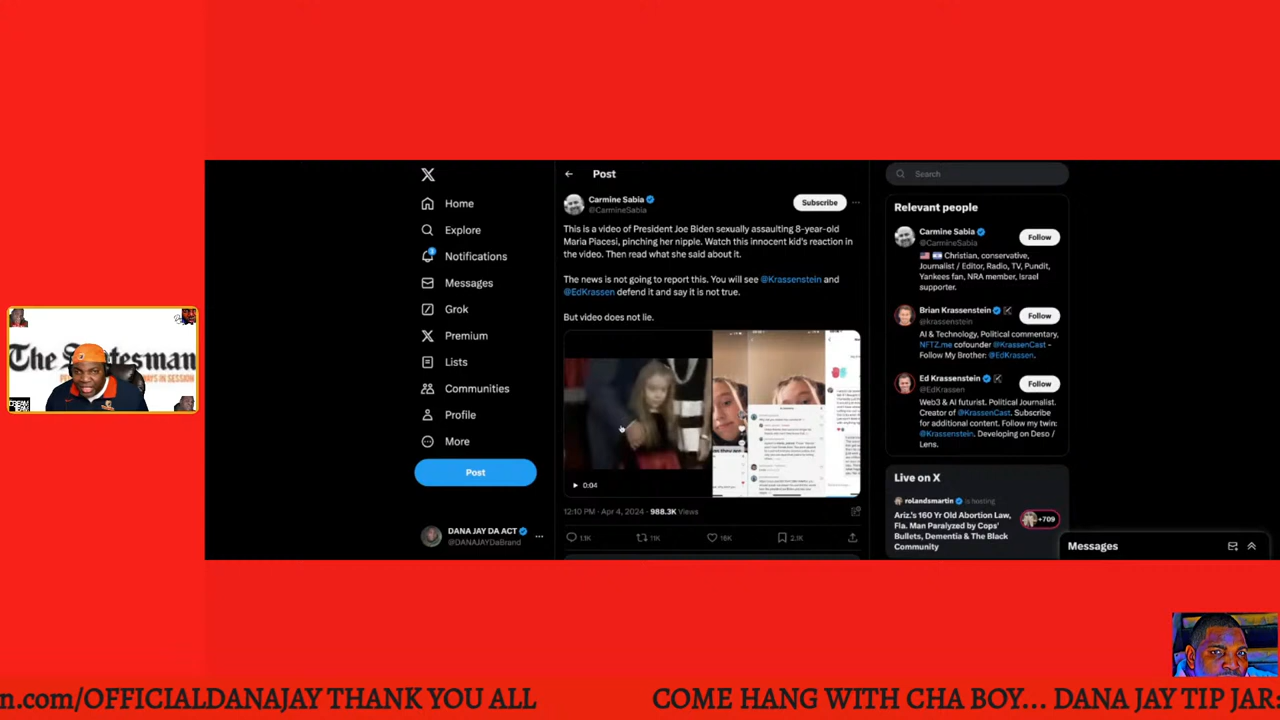 Post
Carmine Sabia
@CarmineSabia
Subscribe
This is a video of President Joe Biden sexually assaulting 8-year-old
Maria Piacesi, pinching her nipple. Watch this innocent kid's reaction in
the video. Then read what she said about it.
The news is not going to report this. You will see @Krassenstein and
@EdKrassen defend it and say it is not true.
But video does not lie.
0:04
12:10 PM · Apr 4, 2024 · 988.3K Views
1.1K
11K
16K
2.1K
Home
Explore
Notifications
Messages
Grok
Premium
Lists
Communities
Profile
More
Post
DANA JAY DA ACT
@DANAJAYDaBrand
Search
Relevant people
Carmine Sabia
@CarmineSabia
Follow
Christian, conservative,
Journalist / Editor, Radio, TV, Pundit,
Yankees fan, NRA member, Israel
supporter.
Brian Krassenstein
@krassenstein
Follow
AI & Technology, Political commentary,
NFTZ.me cofounder @KrassenCast -
Follow My Brother: @EdKrassen.
Ed Krassenstein
@EdKrassen
Follow
Web3 & AI futurist. Political Journalist.
Creator of @KrassenCast. Subscribe
for additional content. Follow my twin:
@Krassenstein. Developing on Deso /
Lens.
Live on X
rolandsmartin is hosting
Ariz.'s 160 Yr Old Abortion Law,
Fla. Man Paralyzed by Cops'
Bullets, Dementia & The Black
Community
+709
Messages
The Statesman
n.com/OFFICIALDANAJAY THANK YOU ALL
COME HANG WITH CHA BOY... DANA JAY TIP JAR: